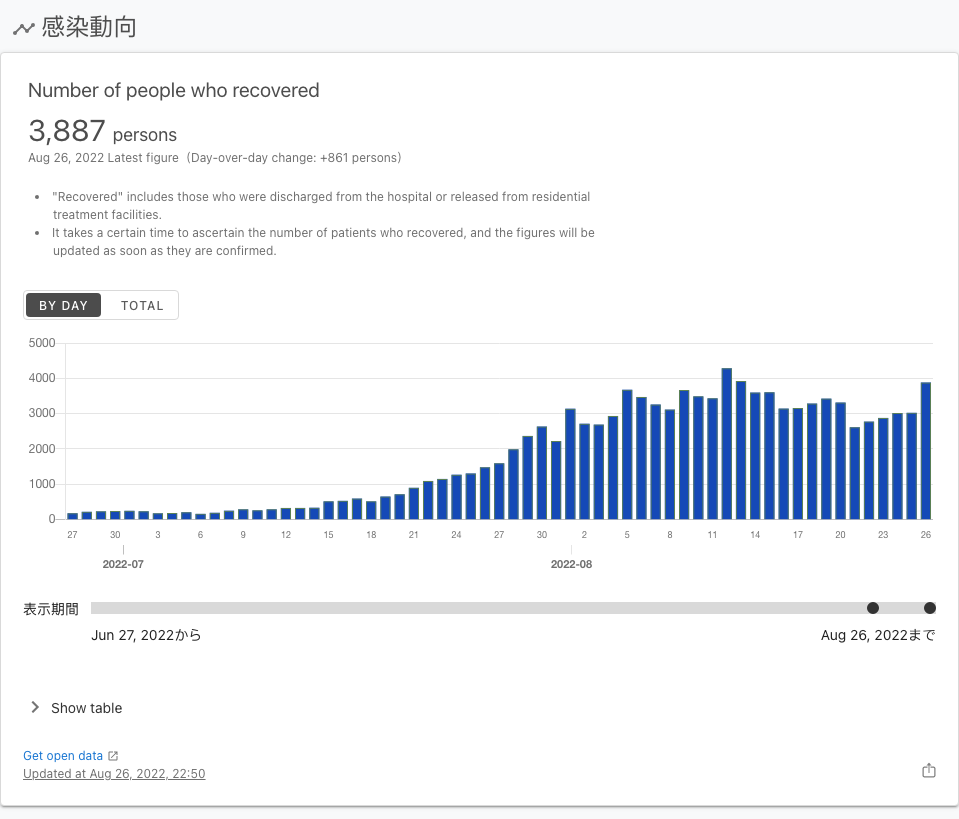 感染動向
Number of people who recovered
3,887 persons
Aug 26, 2022 Latest figure (Day-over-day change: +861 persons)
• "Recovered" includes those who were discharged from the hospital or released from residential
treatment facilities.
• It takes a certain time to ascertain the number of patients who recovered, and the figures will be
updated as soon as they are confirmed.
BY DAY TOTAL
5000
4000
3000
2000
1000
0
27 30 3 6 9 12 15 18 21 24 27 30 2 5 8 11 14 17 20 23 26
2022-07 2022-08
表示期間
Jun 27, 2022から Aug 26, 2022まで
Show table
Get open data
Updated at Aug 26, 2022, 22:50